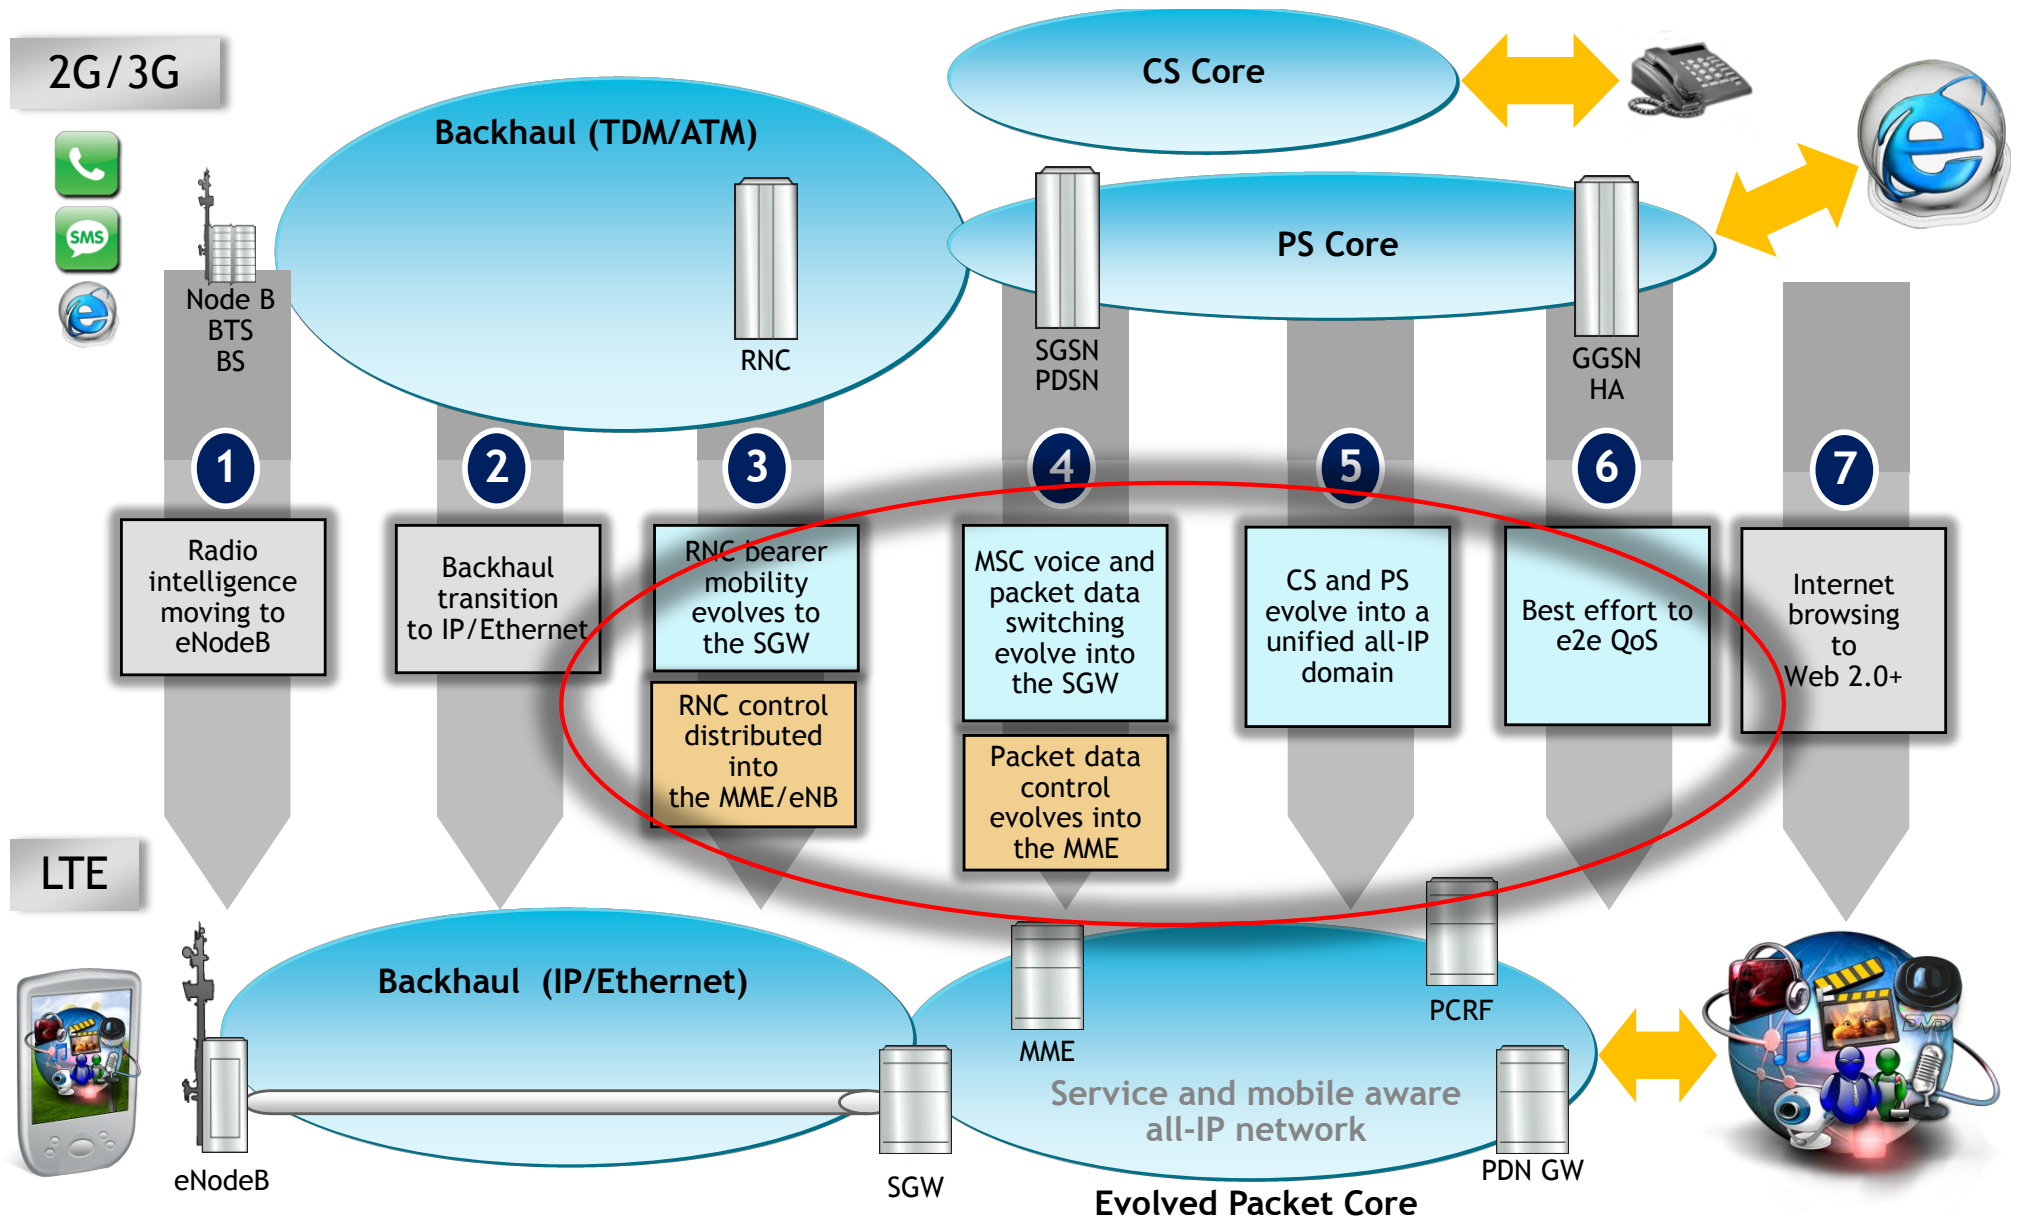 2G/3G
CS Core
Backhaul (TDM/ATM)
SMS
PS Core
Node B
BTS
BS
RNC
SGSN
PDSN
GGSN
HA
1
2
3
4
5
6
7
Radio
intelligence
moving to
eNodeB
Backhaul
transition
to IP/Ethernet
RNC bearer
mobility
evolves to
the SGW
RNC control
distributed
into
the MME/eNB
MSC voice and
packet data
switching
evolve into
the SGW
Packet data
control
evolves into
the MME
CS and PS
evolve into a
unified all-IP
domain
Best effort to
e2e QoS
Internet
browsing
to
Web 2.0+
LTE
Backhaul (IP/Ethernet)
MME
PCRF
DVD
Service and mobile aware
all-IP network
eNodeB
SGW
PDN GW
Evolved Packet Core